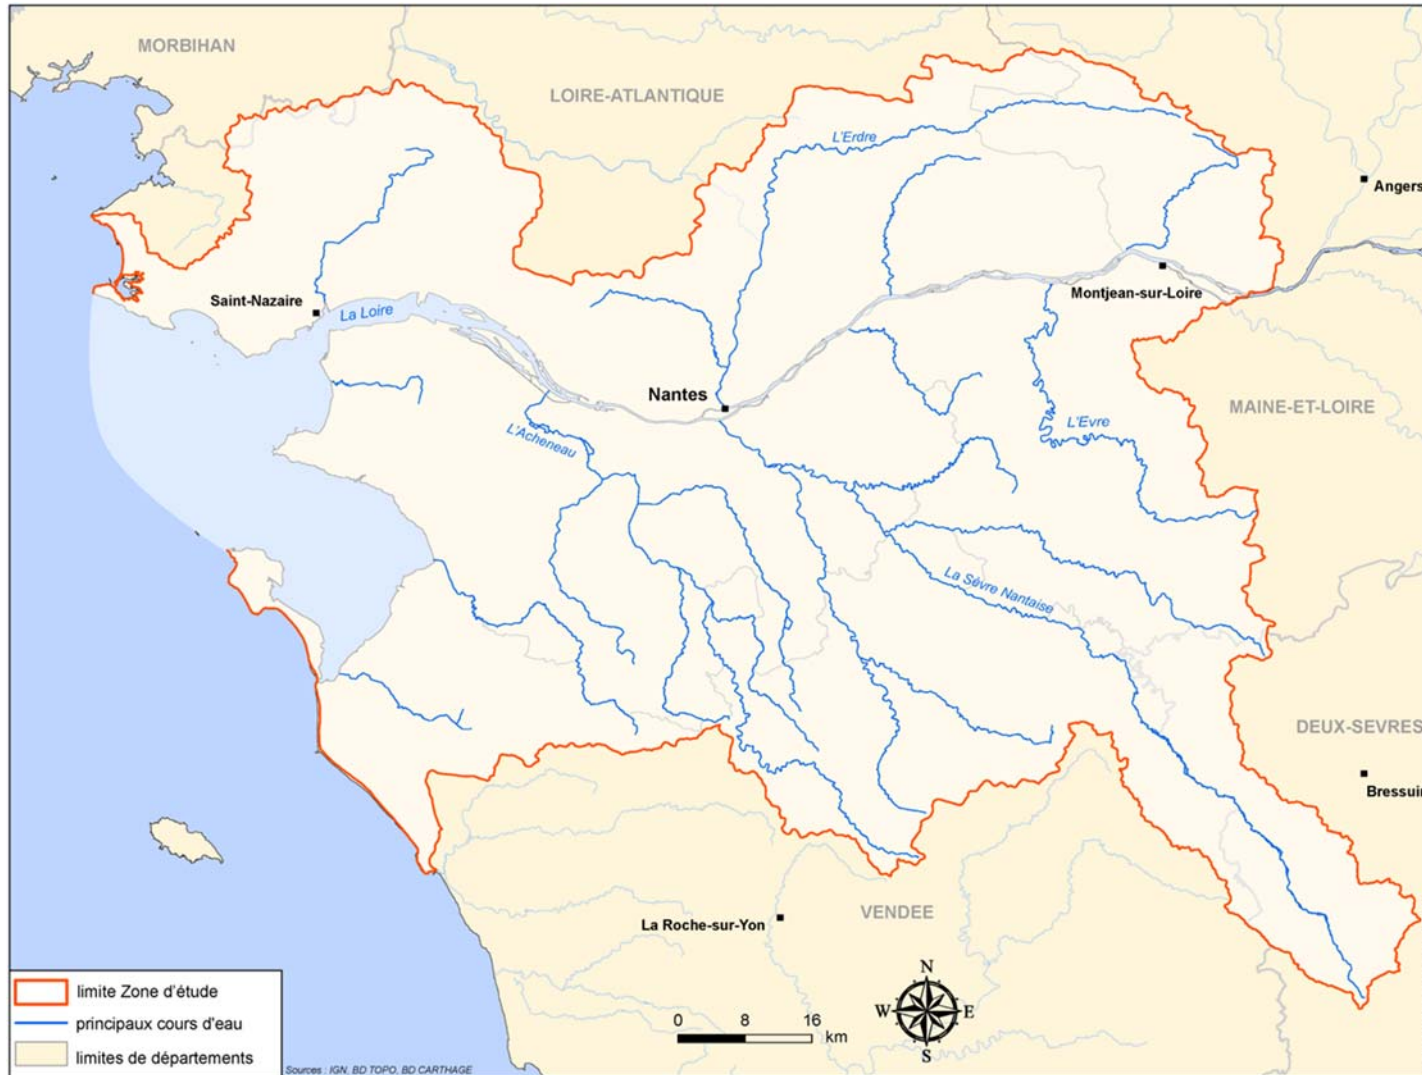 MORBIHAN
LOIRE-ATLANTIQUE
L'Erdre
Angers
Saint-Nazaire
La Loire
Montjean-sur-Loire
Nantes
MAINE-ET-LOIRE
L'Evre
L'Acheneau
La Sèvre Nantaise
DEUX-SEVRES
Bressuir
La Roche-sur-Yon
VENDEE
N
W
E
S
limite Zone d'étude
principaux cours d'eau
limites de départements
0 8 16
km
Sources : IGN, BD TOPO, BD CARTHAGE